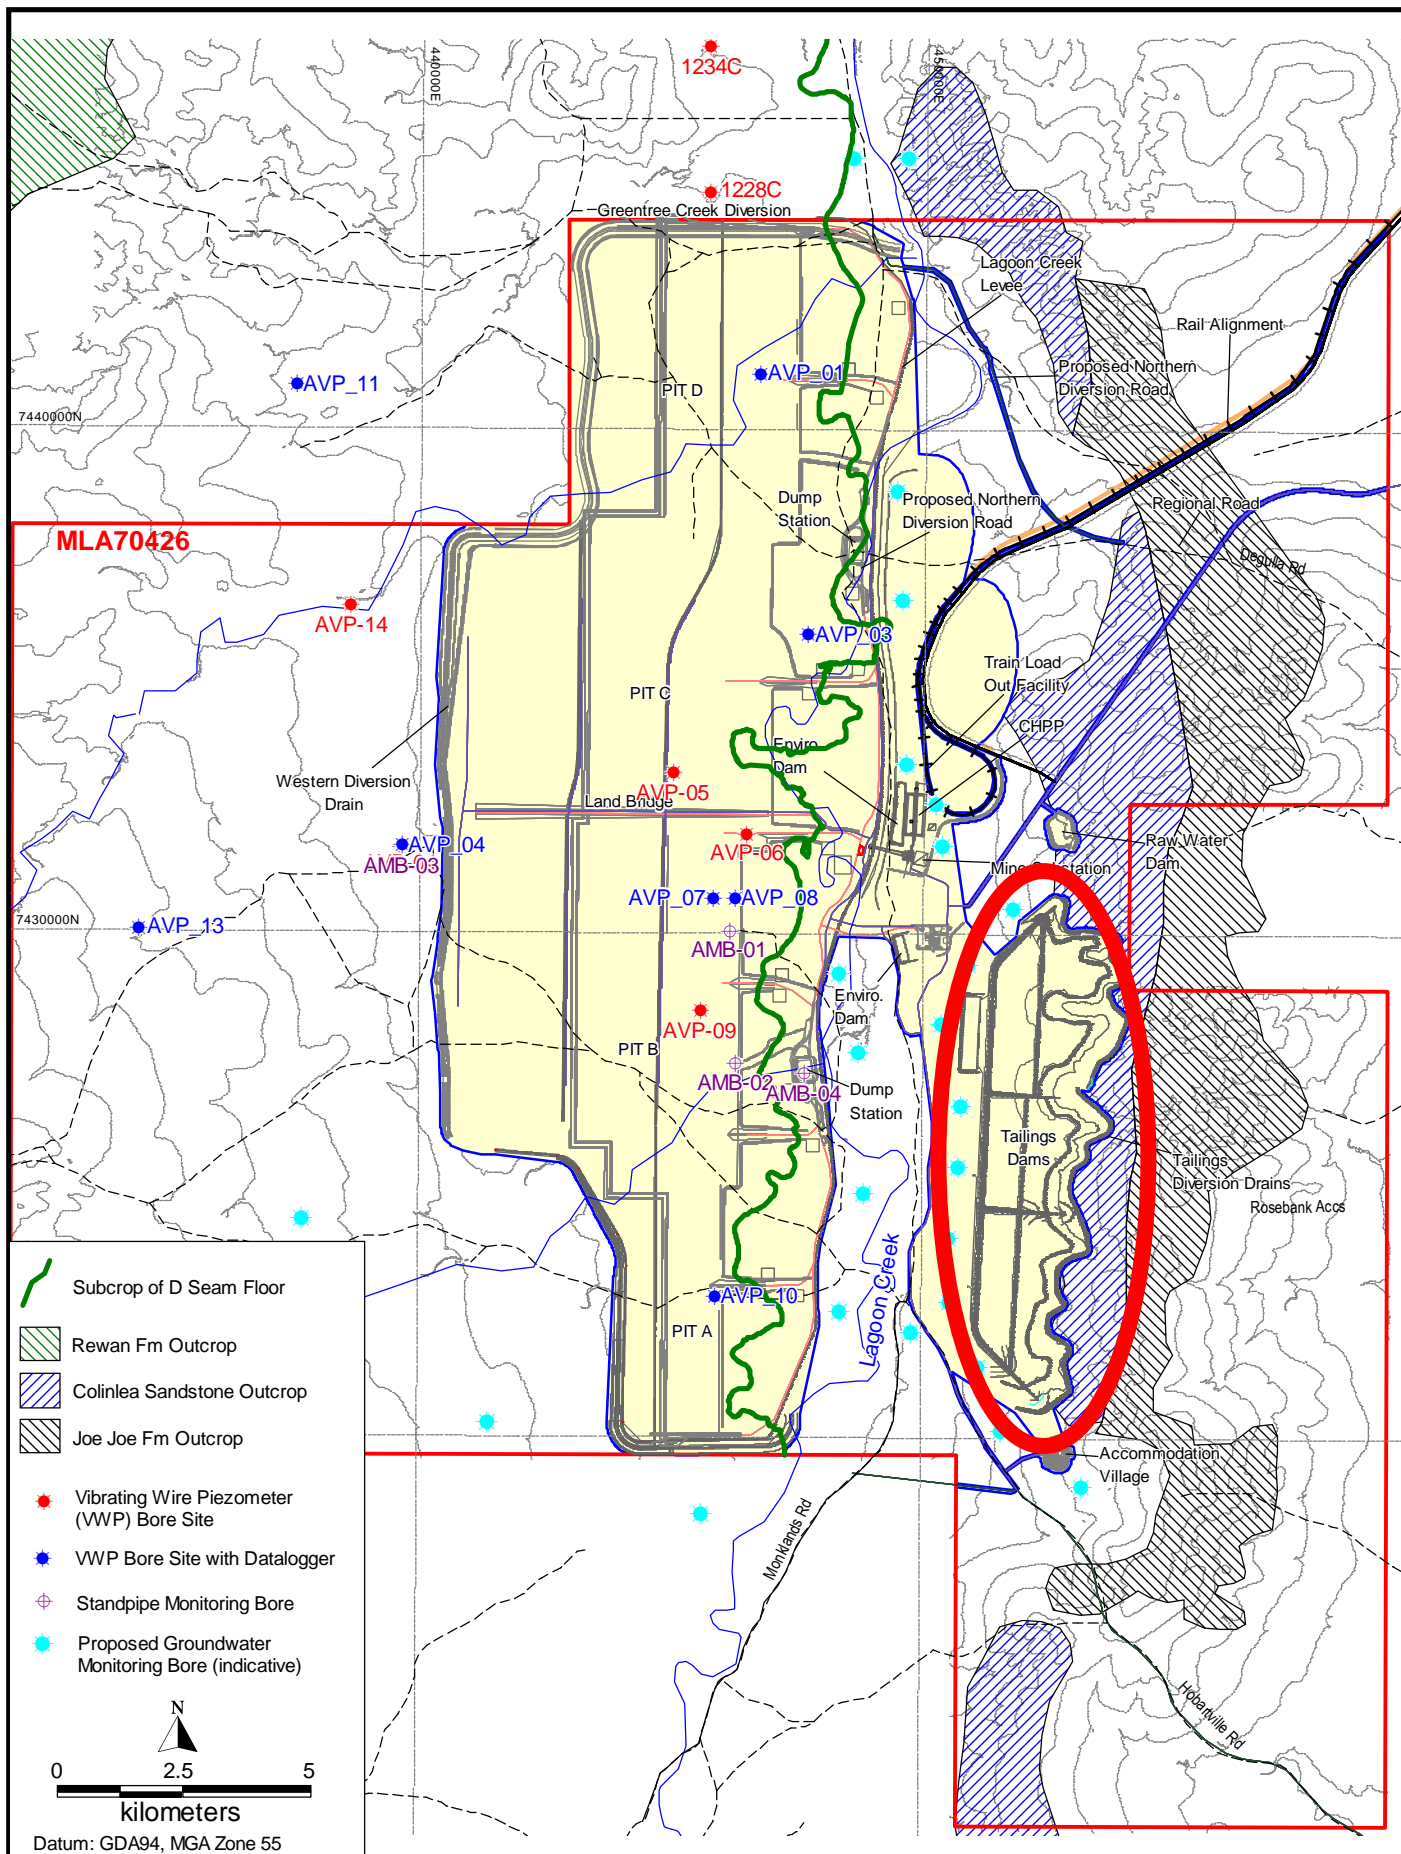 440000E
450000E
1234C
1228C
Greentree Creek Diversion
Lagoon Creek
Levee
Rail Alignment
AVP_01
AVP_11
PIT D
Proposed Northern
Diversion Road
7440000N
Dump
Station
Proposed Northern
Diversion Road
Regional Road
MLA70426
Degulla Rd
AVP-14
AVP_03
Train Load
Out Facility
PIT C
CHPP
Enviro.
Dam
Western Diversion
Drain
AVP-05
Land Bridge
AVP_04
AMB-03
AVP-06
Raw Water
Dam
Mine Substation
AVP_07
AVP_08
7430000N
AVP_13
AMB-01
Enviro.
Dam
AVP-09
PIT B
AMB-02
AMB-04
Dump
Station
Tailings
Dams
Tailings
Diversion Drains
Rosebank Accs
Lagoon Creek
AVP_10
PIT A
Accommodation
Village
Monklands Rd
Hobartville Rd
Subcrop of D Seam Floor
Rewan Fm Outcrop
Colinlea Sandstone Outcrop
Joe Joe Fm Outcrop
Vibrating Wire Piezometer
(VWP) Bore Site
VWP Bore Site with Datalogger
Standpipe Monitoring Bore
Proposed Groundwater
Monitoring Bore (indicative)
N
0 2.5 5
kilometers
Datum: GDA94, MGA Zone 55